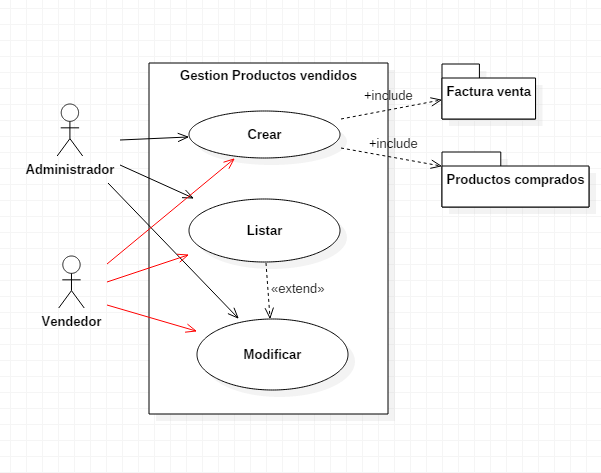 Gestion Productos vendidos
Factura venta
+include
Crear
+include
Administrador
Productos comprados
Listar
«extend»
Vendedor
Modificar